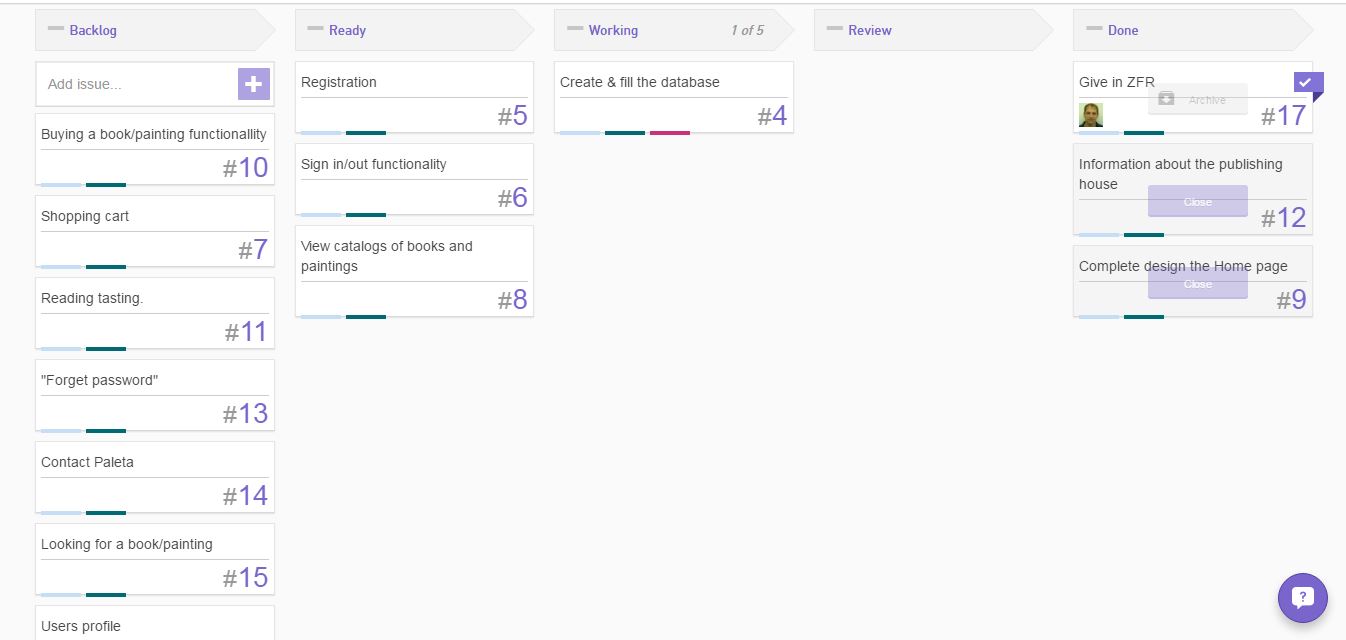 Backlog
Add issue...
Buying a book/painting functionallity
#10
Shopping cart
#7
Reading tasting.
#11
"Forget password"
#13
Contact Paleta
#14
Looking for a book/painting
#15
Users profile
Ready
Registration
#5
Sign in/out functionality
#6
View catalogs of books and
paintings
#8
Working 1 of 5
Create & fill the database
#4
Review
Done
Give in ZFR
Archive
#17
Information about the publishing
house
Close
#12
Complete design the Home page
Close
#9
?